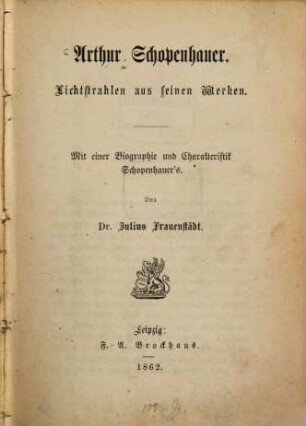 Arthur Schopenhauer.
Lichtstrahlen aus seinen Werken.
Mit einer Biographie und Charakteristik
Schopenhauer's.
Von
Dr. Julius Frauenstädt.
Leipzig:
F. A. Brockhaus.
1862.